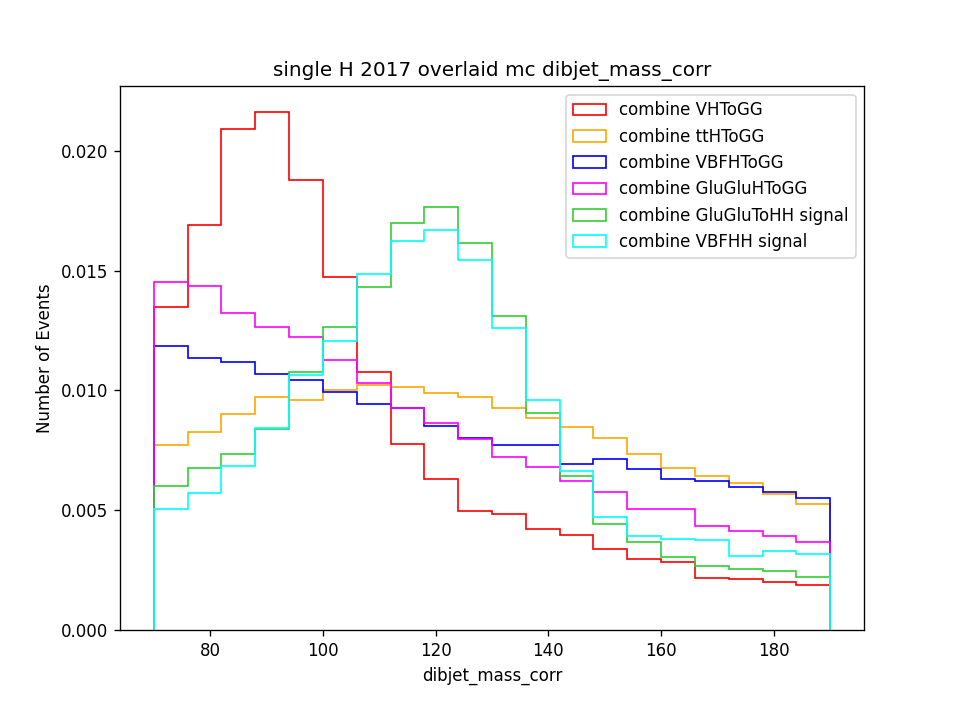 single H 2017 overlaid mc dibjet_mass_corr
combine VHToGG
combine ttHToGG
combine VBFHToGG
combine GluGluHToGG
combine GluGluToHH signal
combine VBFHH signal
Number of Events
0.020
0.015
0.010
0.005
0.000
80 100 120 140 160 180
dibjet_mass_corr